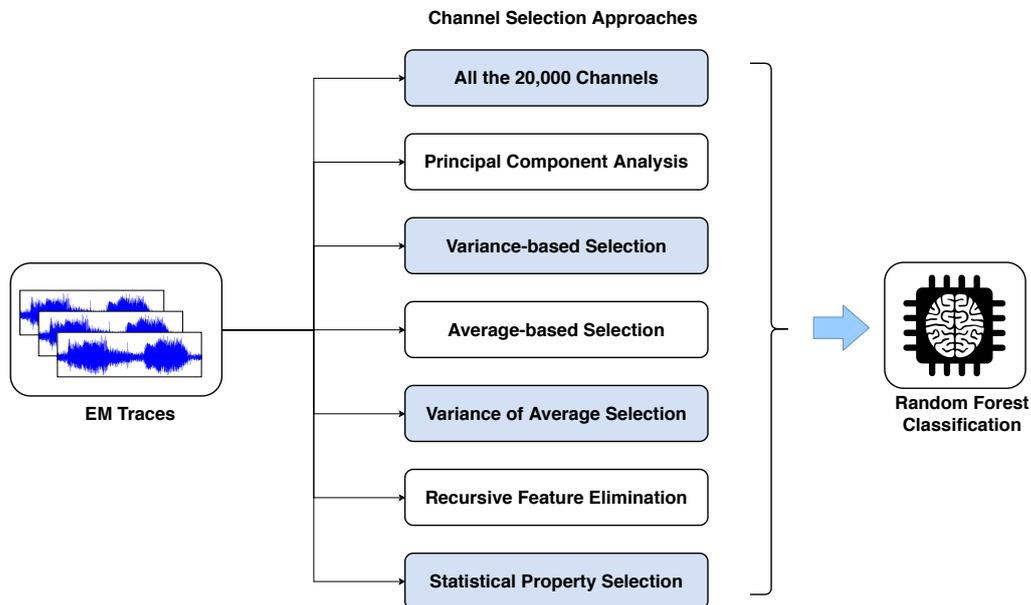 Channel Selection Approaches
All the 20,000 Channels
Principal Component Analysis
Variance-based Selection
Average-based Selection
Variance of Average Selection
Recursive Feature Elimination
Statistical Property Selection
EM Traces
Random Forest
Classification